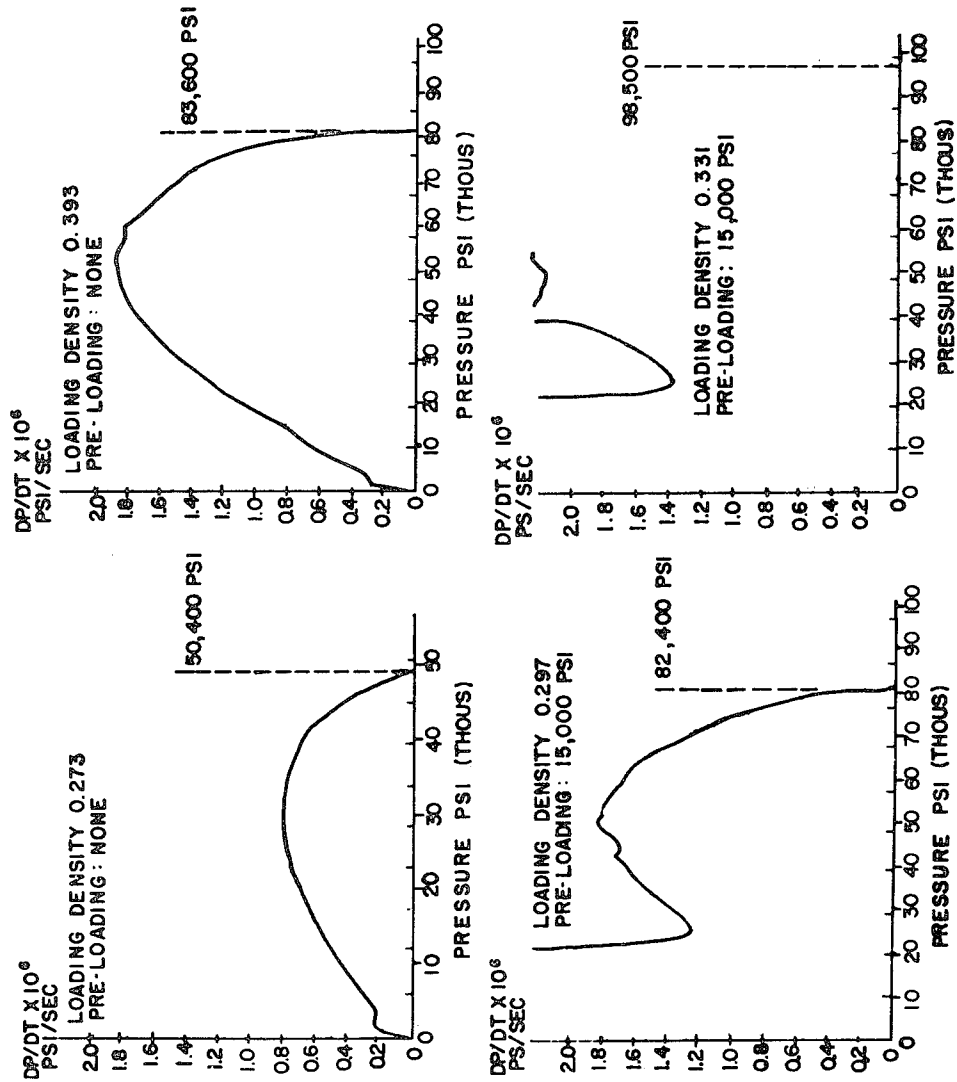 DP/DT X 10⁶
PSI/SEC
LOADING DENSITY 0.273
PRE-LOADING: NONE
50,400 PSI
2.0
1.8
1.6
1.4
1.2
1.0
0.8
0.6
0.4
0.2
0 10 20 30 40 50
PRESSURE PSI (THOUS)
DP/DT X 10⁶
PSI/SEC
LOADING DENSITY 0.393
PRE-LOADING: NONE
83,600 PSI
2.0
1.8
1.6
1.4
1.2
1.0
0.8
0.6
0.4
0.2
0 10 20 30 40 50 60 70 80 90 100
PRESSURE PSI (THOUS)
DP/DT X 10⁶
PS/SEC
LOADING DENSITY 0.297
PRE-LOADING: 15,000 PSI
82,400 PSI
2.0
1.8
1.6
1.4
1.2
1.0
0.8
0.6
0.4
0.2
0 10 20 30 40 50 60 70 80 90 100
PRESSURE PSI (THOUS)
DP/DT X 10⁶
PS/SEC
98,500 PSI
LOADING DENSITY 0.331
PRE-LOADING: 15,000 PSI
2.0
1.8
1.6
1.4
1.2
1.0
0.8
0.6
0.4
0.2
0 10 20 30 40 50 60 70 80 90 100
PRESSURE PSI (THOUS)